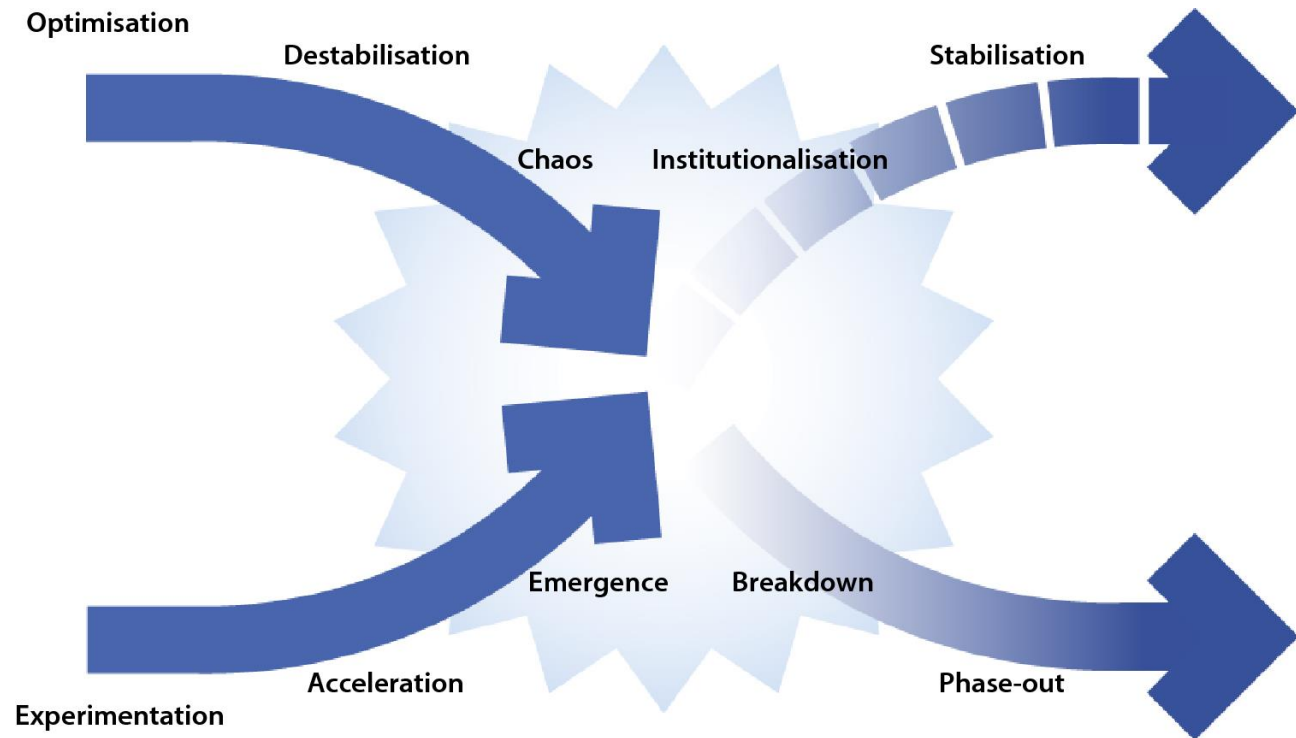 Optimisation
Destabilisation
Stabilisation
Chaos
Institutionalisation
Emergence
Breakdown
Acceleration
Phase-out
Experimentation